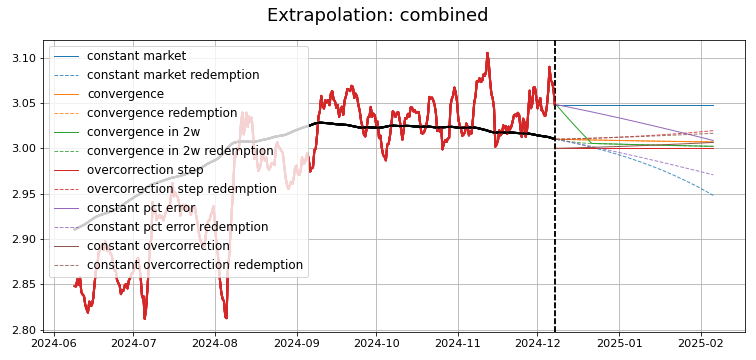 Extrapolation: combined
3.10
3.05
3.00
2.95
2.90
2.85
2.80
constant market
constant market redemption
convergence
convergence redemption
convergence in 2w
convergence in 2w redemption
overcorrection step
overcorrection step redemption
constant pct error
constant pct error redemption
constant overcorrection
constant overcorrection redemption
2024-06
2024-07
2024-08
2024-09
2024-10
2024-11
2024-12
2025-01
2025-02